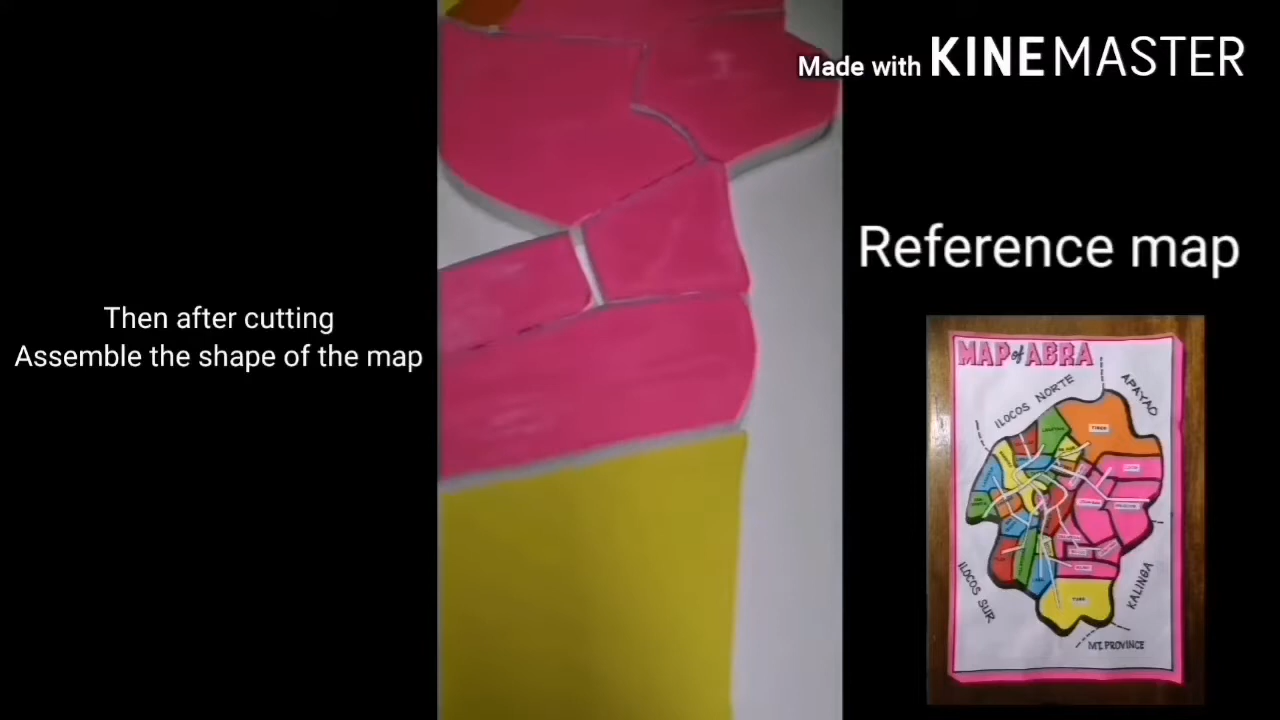 Made with KINEMASTER
Then after cutting
Assemble the shape of the map
Reference map
MAP of ABRA
ILOCOS NORTE
APAYAO
ILOCOS SUR
KALINGA
MT. PROVINCE